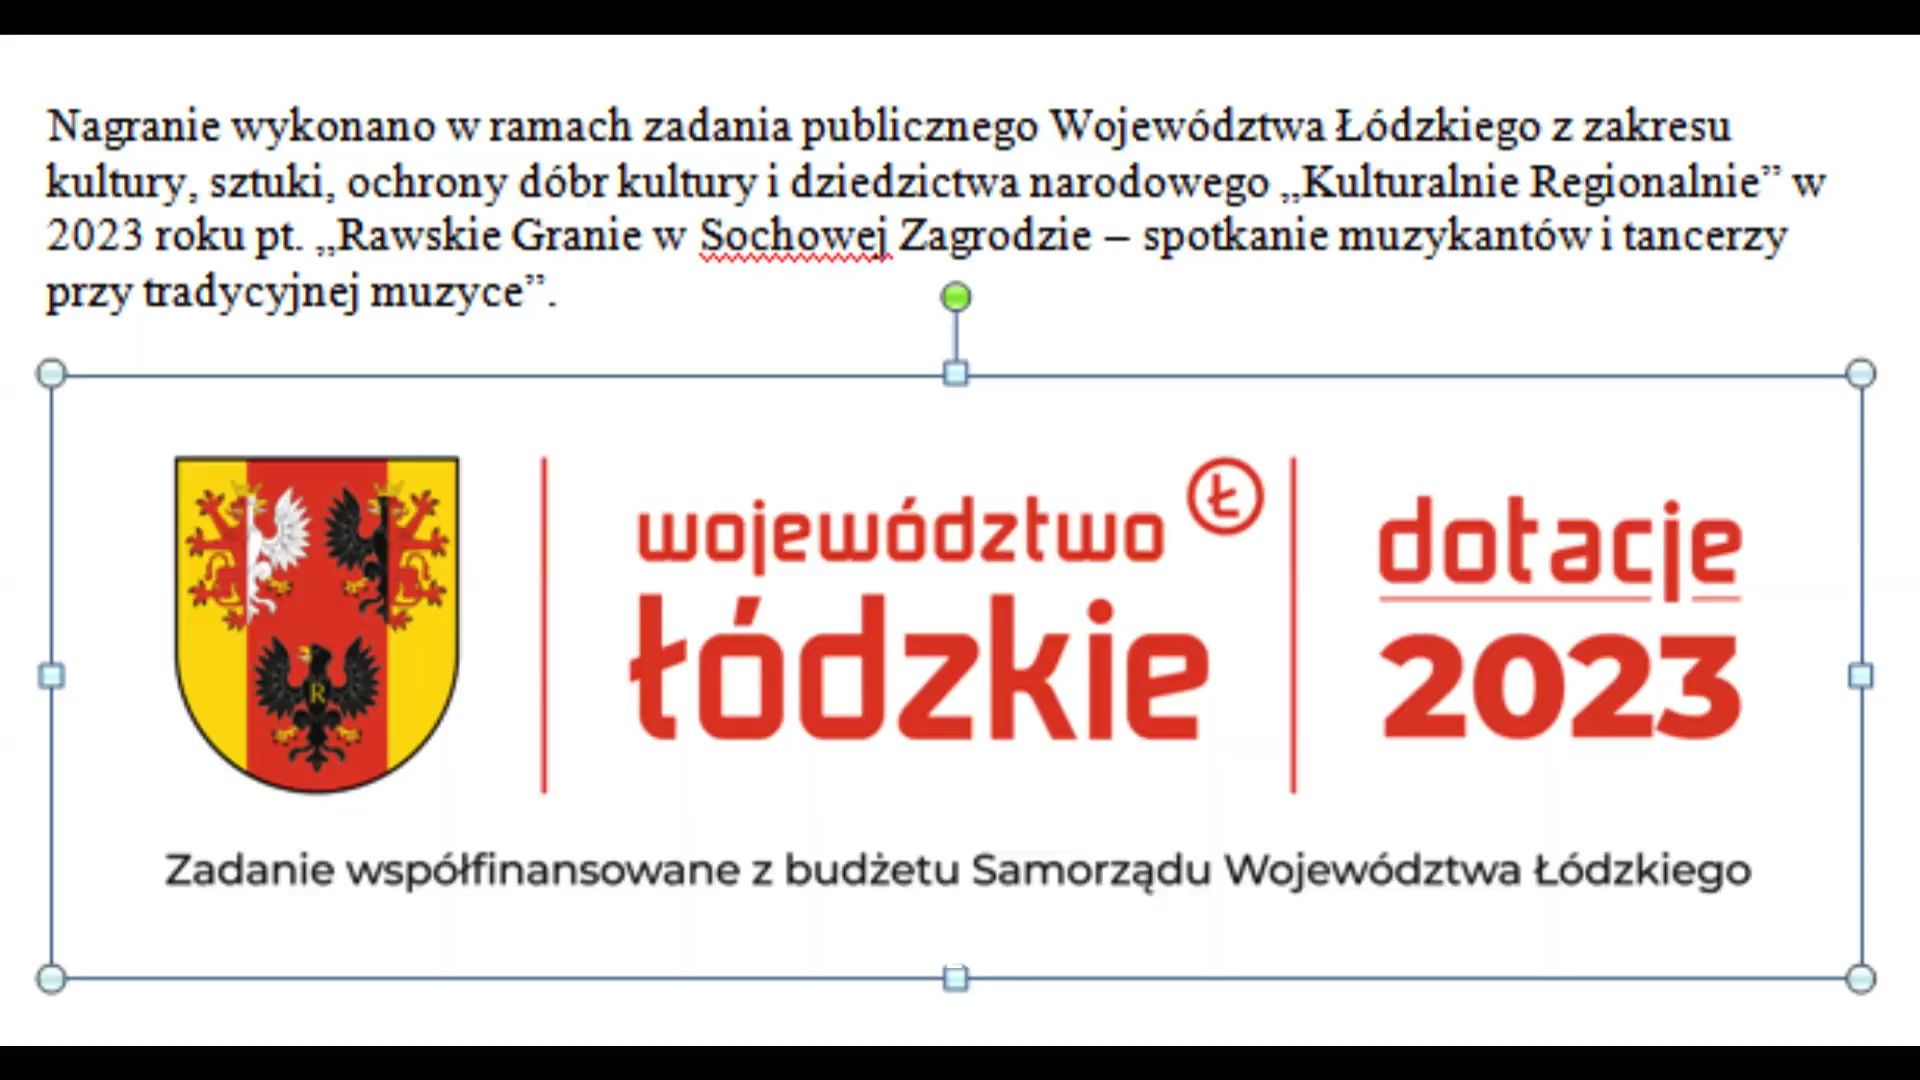 Nagranie wykonano w ramach zadania publicznego Województwa Łódzkiego z zakresu
kultury, sztuki, ochrony dóbr kultury i dziedzictwa narodowego „Kulturalnie Regionalnie” w
2023 roku pt. „Rawskie Granie w Sochowej Zagrodzie – spotkanie muzykantów i tancerzy
przy tradycyjnej muzyce”.
R
województwo Ł
łódzkie
dotacje
2023
Zadanie współfinansowane z budżetu Samorządu Województwa Łódzkiego